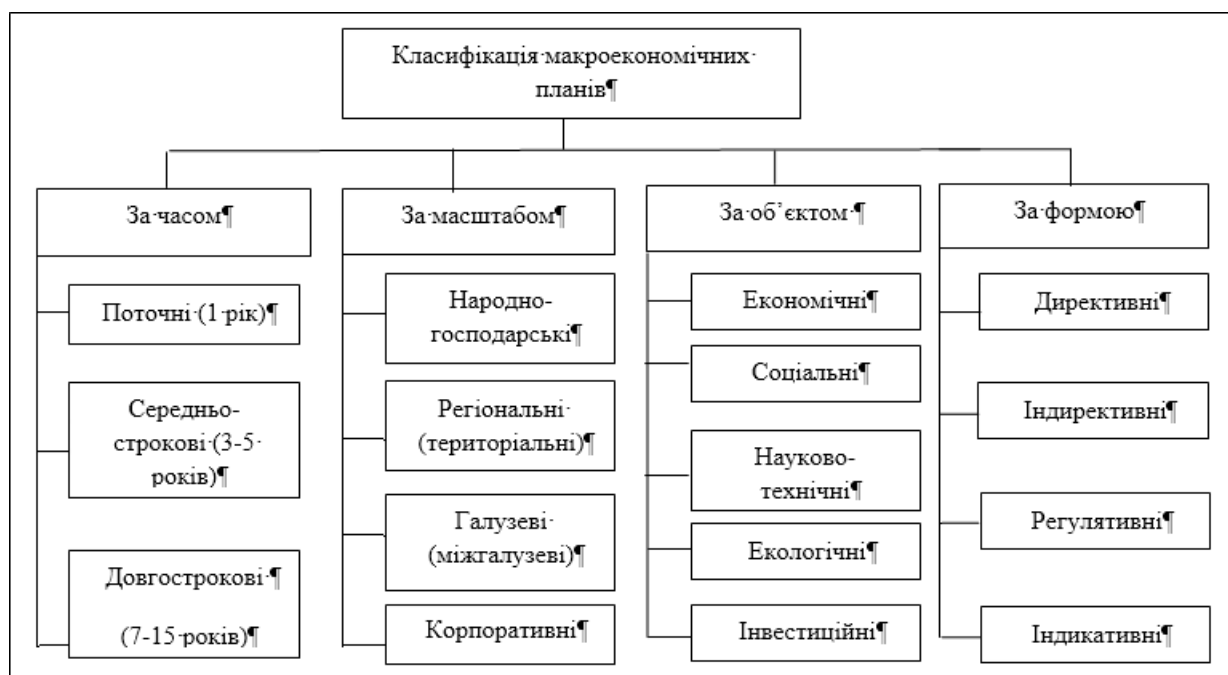 Класифікація·макроекономічних·
планів¶
За·часом¶
Поточні·(1·рік)¶
Середньо-
строкові·(3-5·
років)¶
Довгострокові·¶
(7-15·років)¶
За·масштабом¶
Народно-
господарські¶
Регіональні·
(територіальні)¶
Галузеві·
(міжгалузеві)¶
Корпоративні¶
За·об’єктом·¶
Економічні¶
Соціальні¶
Науково-
технічні¶
Екологічні¶
Інвестиційні¶
За·формою¶
Директивні¶
Індирективні¶
Регулятивні¶
Індикативні¶